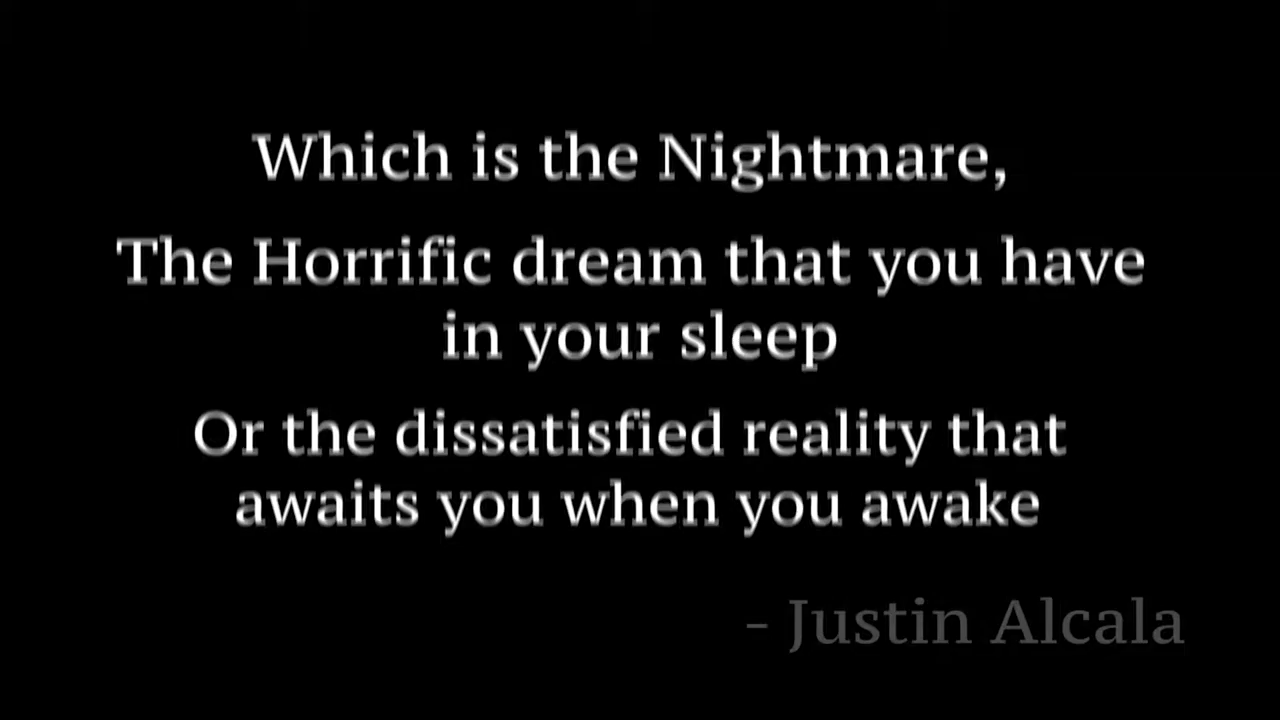 Which is the Nightmare,
The Horrific dream that you have
in your sleep
Or the dissatisfied reality that
awaits you when you awake
- Justin Alcala